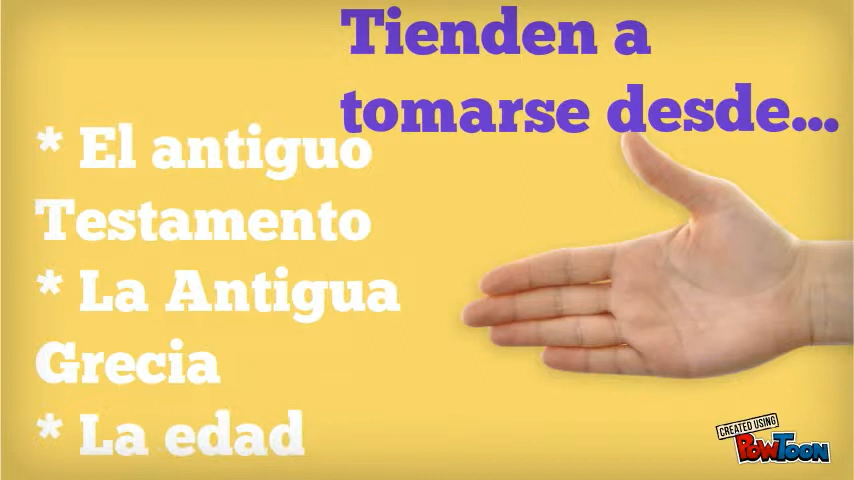 Tienden a
tomarse desde...
* El antiguo
Testamento
* La Antigua
Grecia
* La edad
CREATED USING
POWTOON